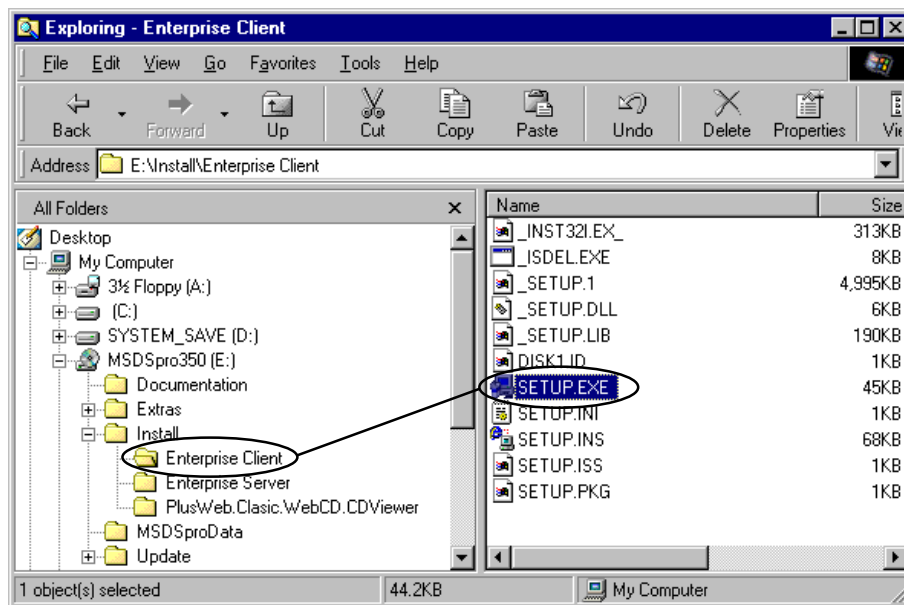 Exploring - Enterprise Client
File Edit View Go Favorites Tools Help
Back Forward Up Cut Copy Paste Undo Delete Properties Vie
Address E:\Install\Enterprise Client
All Folders
Desktop
My Computer
3½ Floppy (A:)
(C:)
SYSTEM_SAVE (D:)
MSDSpro350 (E:)
Documentation
Extras
Install
Enterprise Client
Enterprise Server
PlusWeb.Clasic.WebCD.CDViewer
MSDSproData
Update
Name Size
_INST32I.EX_ 313KB
_ISDEL.EXE 8KB
_SETUP.1 4,995KB
_SETUP.DLL 6KB
_SETUP.LIB 190KB
DISK1.ID 1KB
SETUP.EXE 45KB
SETUP.INI 1KB
SETUP.INS 68KB
SETUP.ISS 1KB
SETUP.PKG 1KB
1 object(s) selected 44.2KB My Computer